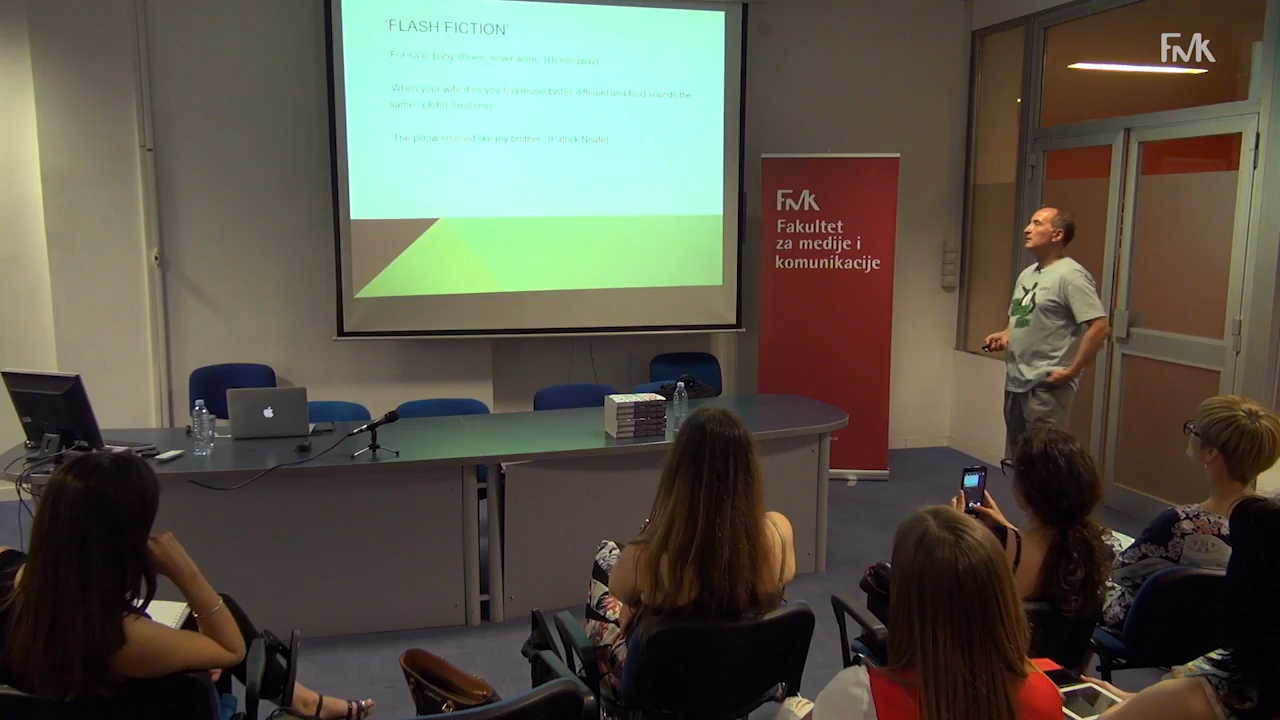 FMK
'FLASH FICTION'
'For sale: baby shoes, never worn.' (Hemingway)
'When your wife dies you find music tastes different and food sounds the
same.' (John Smolens)
'The pillow smelled like my brother.' (Patrick Neate)
FMK
Fakultet
za medije i
komunikacije